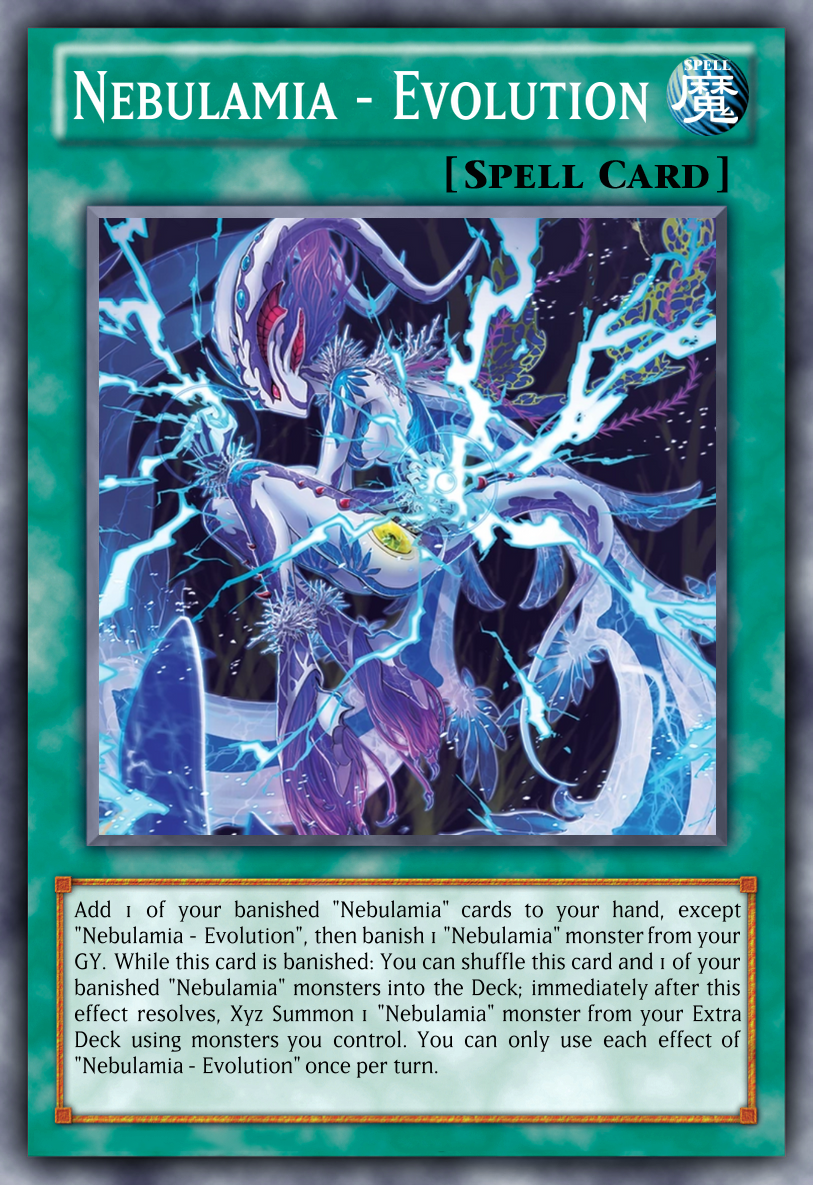 Nebulamia - Evolution
SPELL
魔
[Spell Card]
Add 1 of your banished "Nebulamia" cards to your hand, except
"Nebulamia - Evolution", then banish 1 "Nebulamia" monster from your
GY. While this card is banished: You can shuffle this card and 1 of your
banished "Nebulamia" monsters into the Deck; immediately after this
effect resolves, Xyz Summon 1 "Nebulamia" monster from your Extra
Deck using monsters you control. You can only use each effect of
"Nebulamia - Evolution" once per turn.